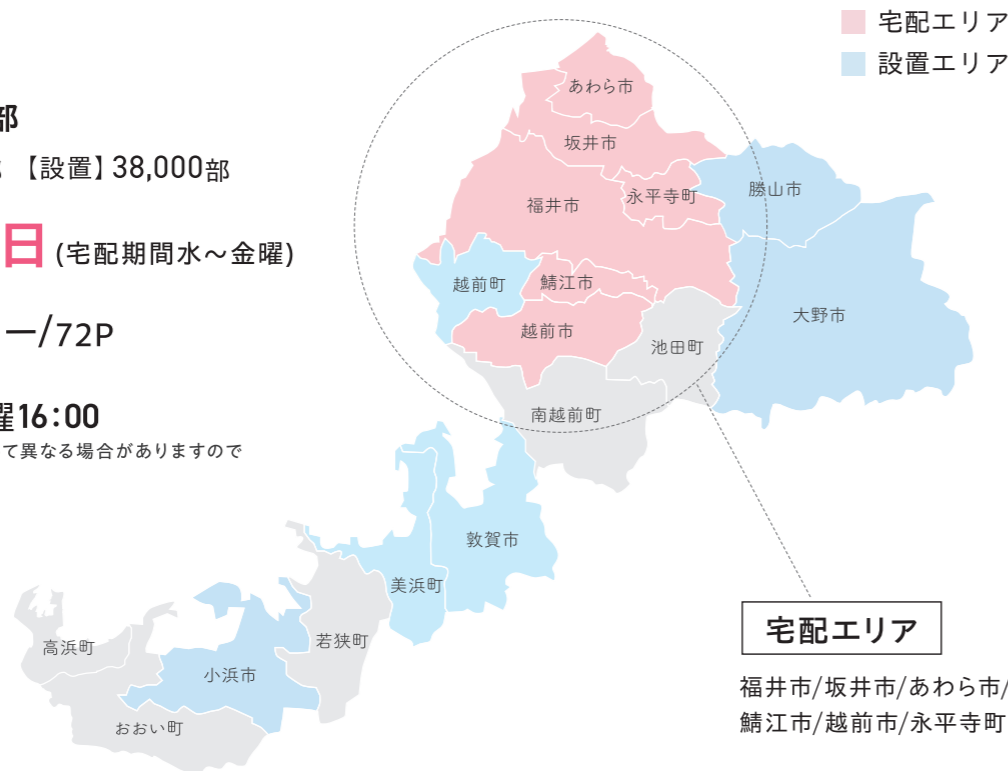 宅配エリア
設置エリア
部
【設置】38,000部
日 (宅配期間水～金曜)
ー/72P
曜16:00
て異なる場合がありますので
あわら市
坂井市
永平寺町
勝山市
福井市
越前町
鯖江市
大野市
越前市
池田町
南越前町
敦賀市
美浜町
若狭町
高浜町
小浜市
おおい町
宅配エリア
福井市/坂井市/あわら市/
鯖江市/越前市/永平寺町